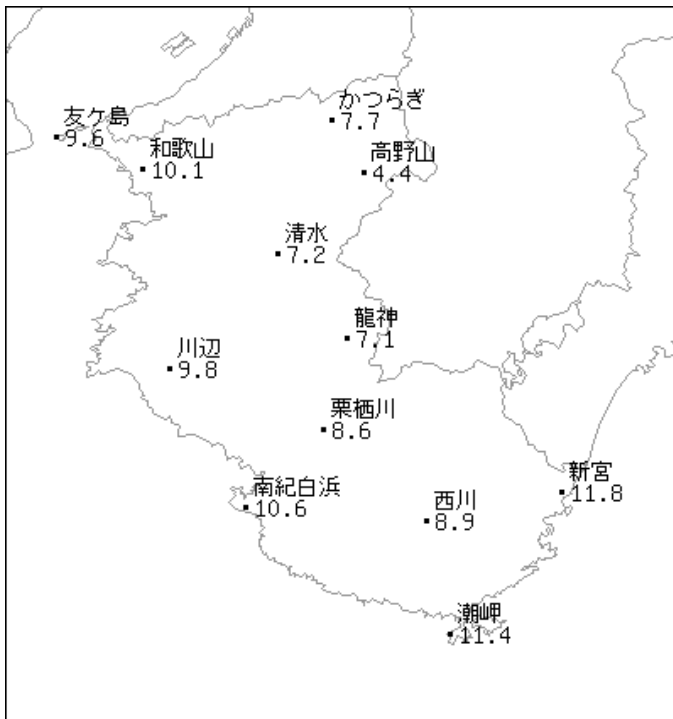 かつらぎ
7.7
友ケ島
9.6
和歌山
10.1
高野山
4.4
清水
7.2
龍神
7.1
川辺
9.8
栗栖川
8.6
新宮
11.8
南紀白浜
10.6
西川
8.9
潮岬
11.4